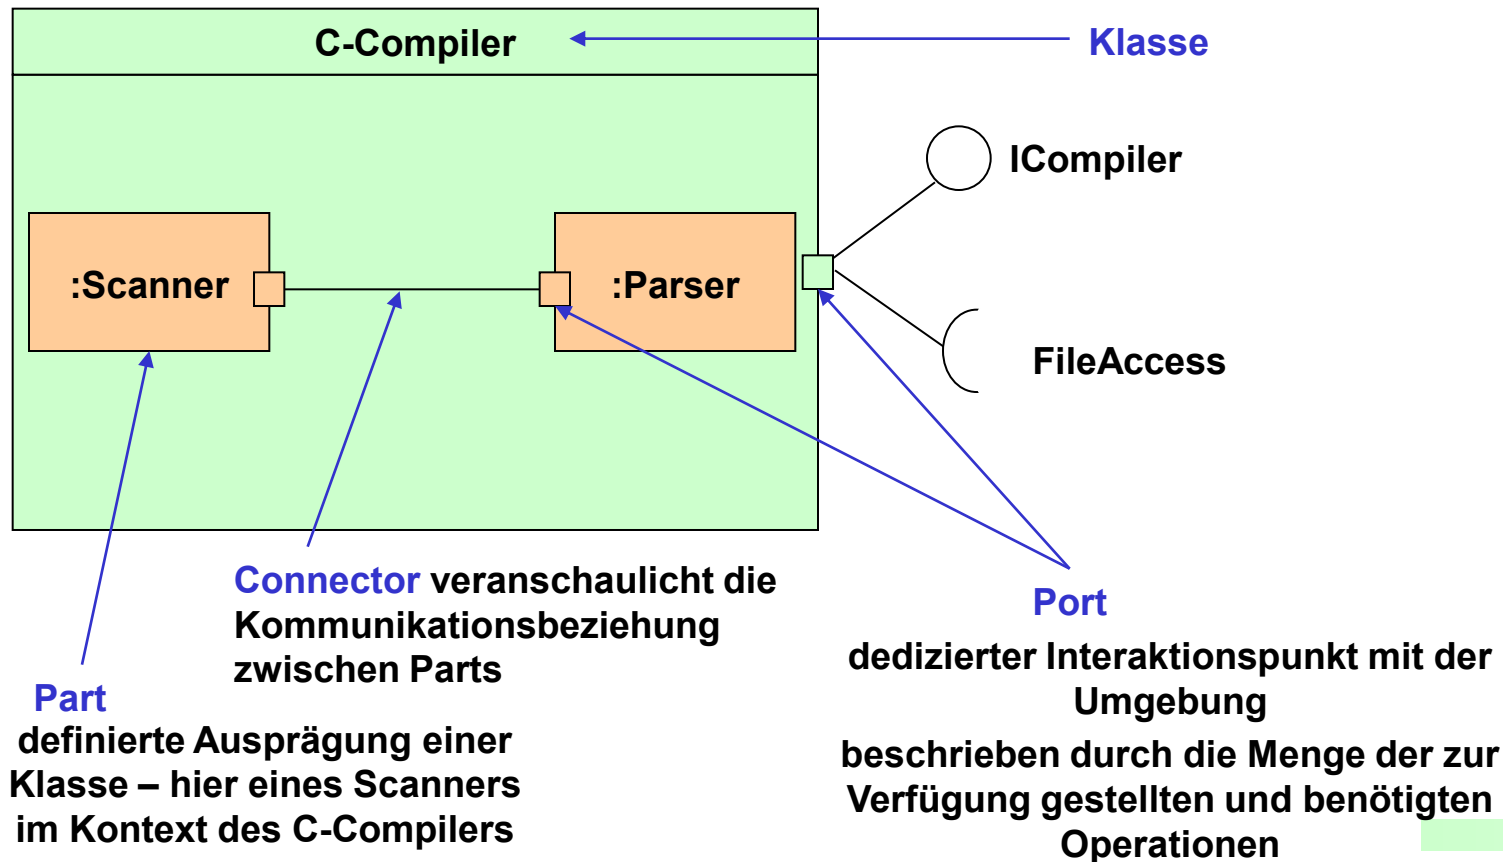 C-Compiler
Klasse
ICompiler
:Scanner
:Parser
FileAccess
Connector veranschaulicht die
Kommunikationsbeziehung
zwischen Parts
Port
dedizierter Interaktionspunkt mit der
Umgebung
beschrieben durch die Menge der zur
Verfügung gestellten und benötigten
Operationen
Part
definierte Ausprägung einer
Klasse – hier eines Scanners
im Kontext des C-Compilers